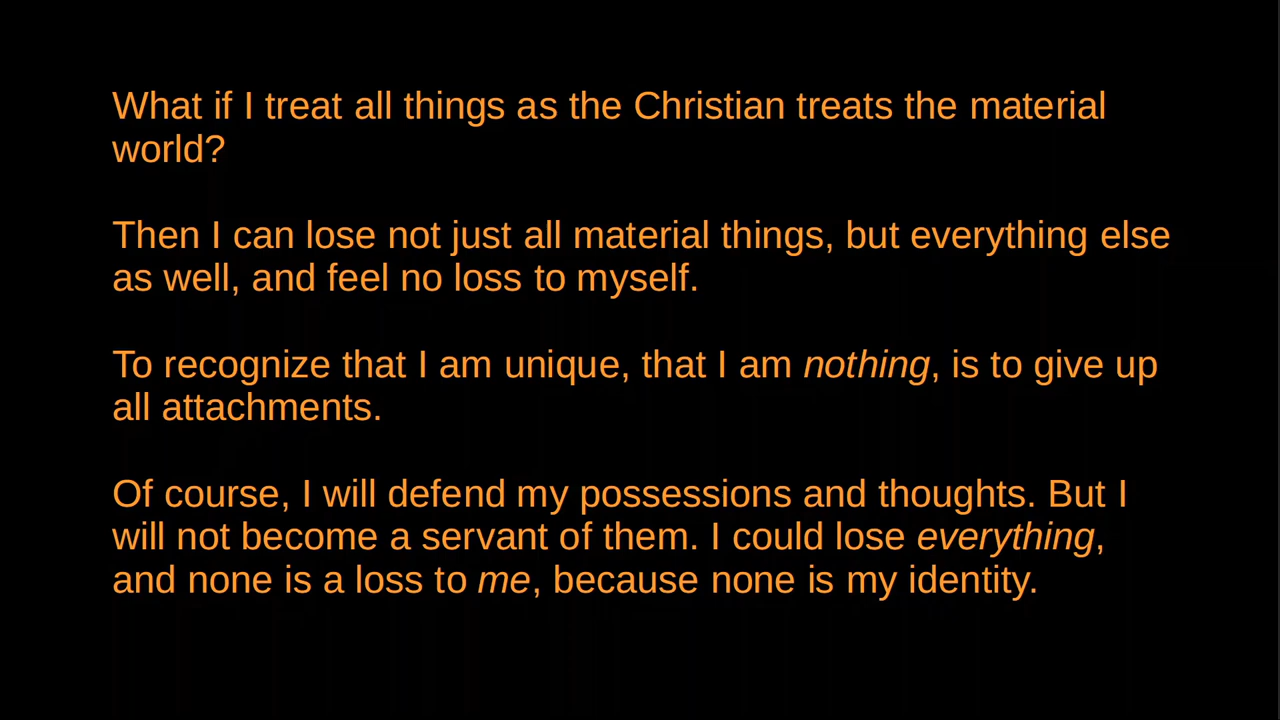 What if I treat all things as the Christian treats the material
world?
Then I can lose not just all material things, but everything else
as well, and feel no loss to myself.
To recognize that I am unique, that I am nothing, is to give up
all attachments.
Of course, I will defend my possessions and thoughts. But I
will not become a servant of them. I could lose everything,
and none is a loss to me, because none is my identity.